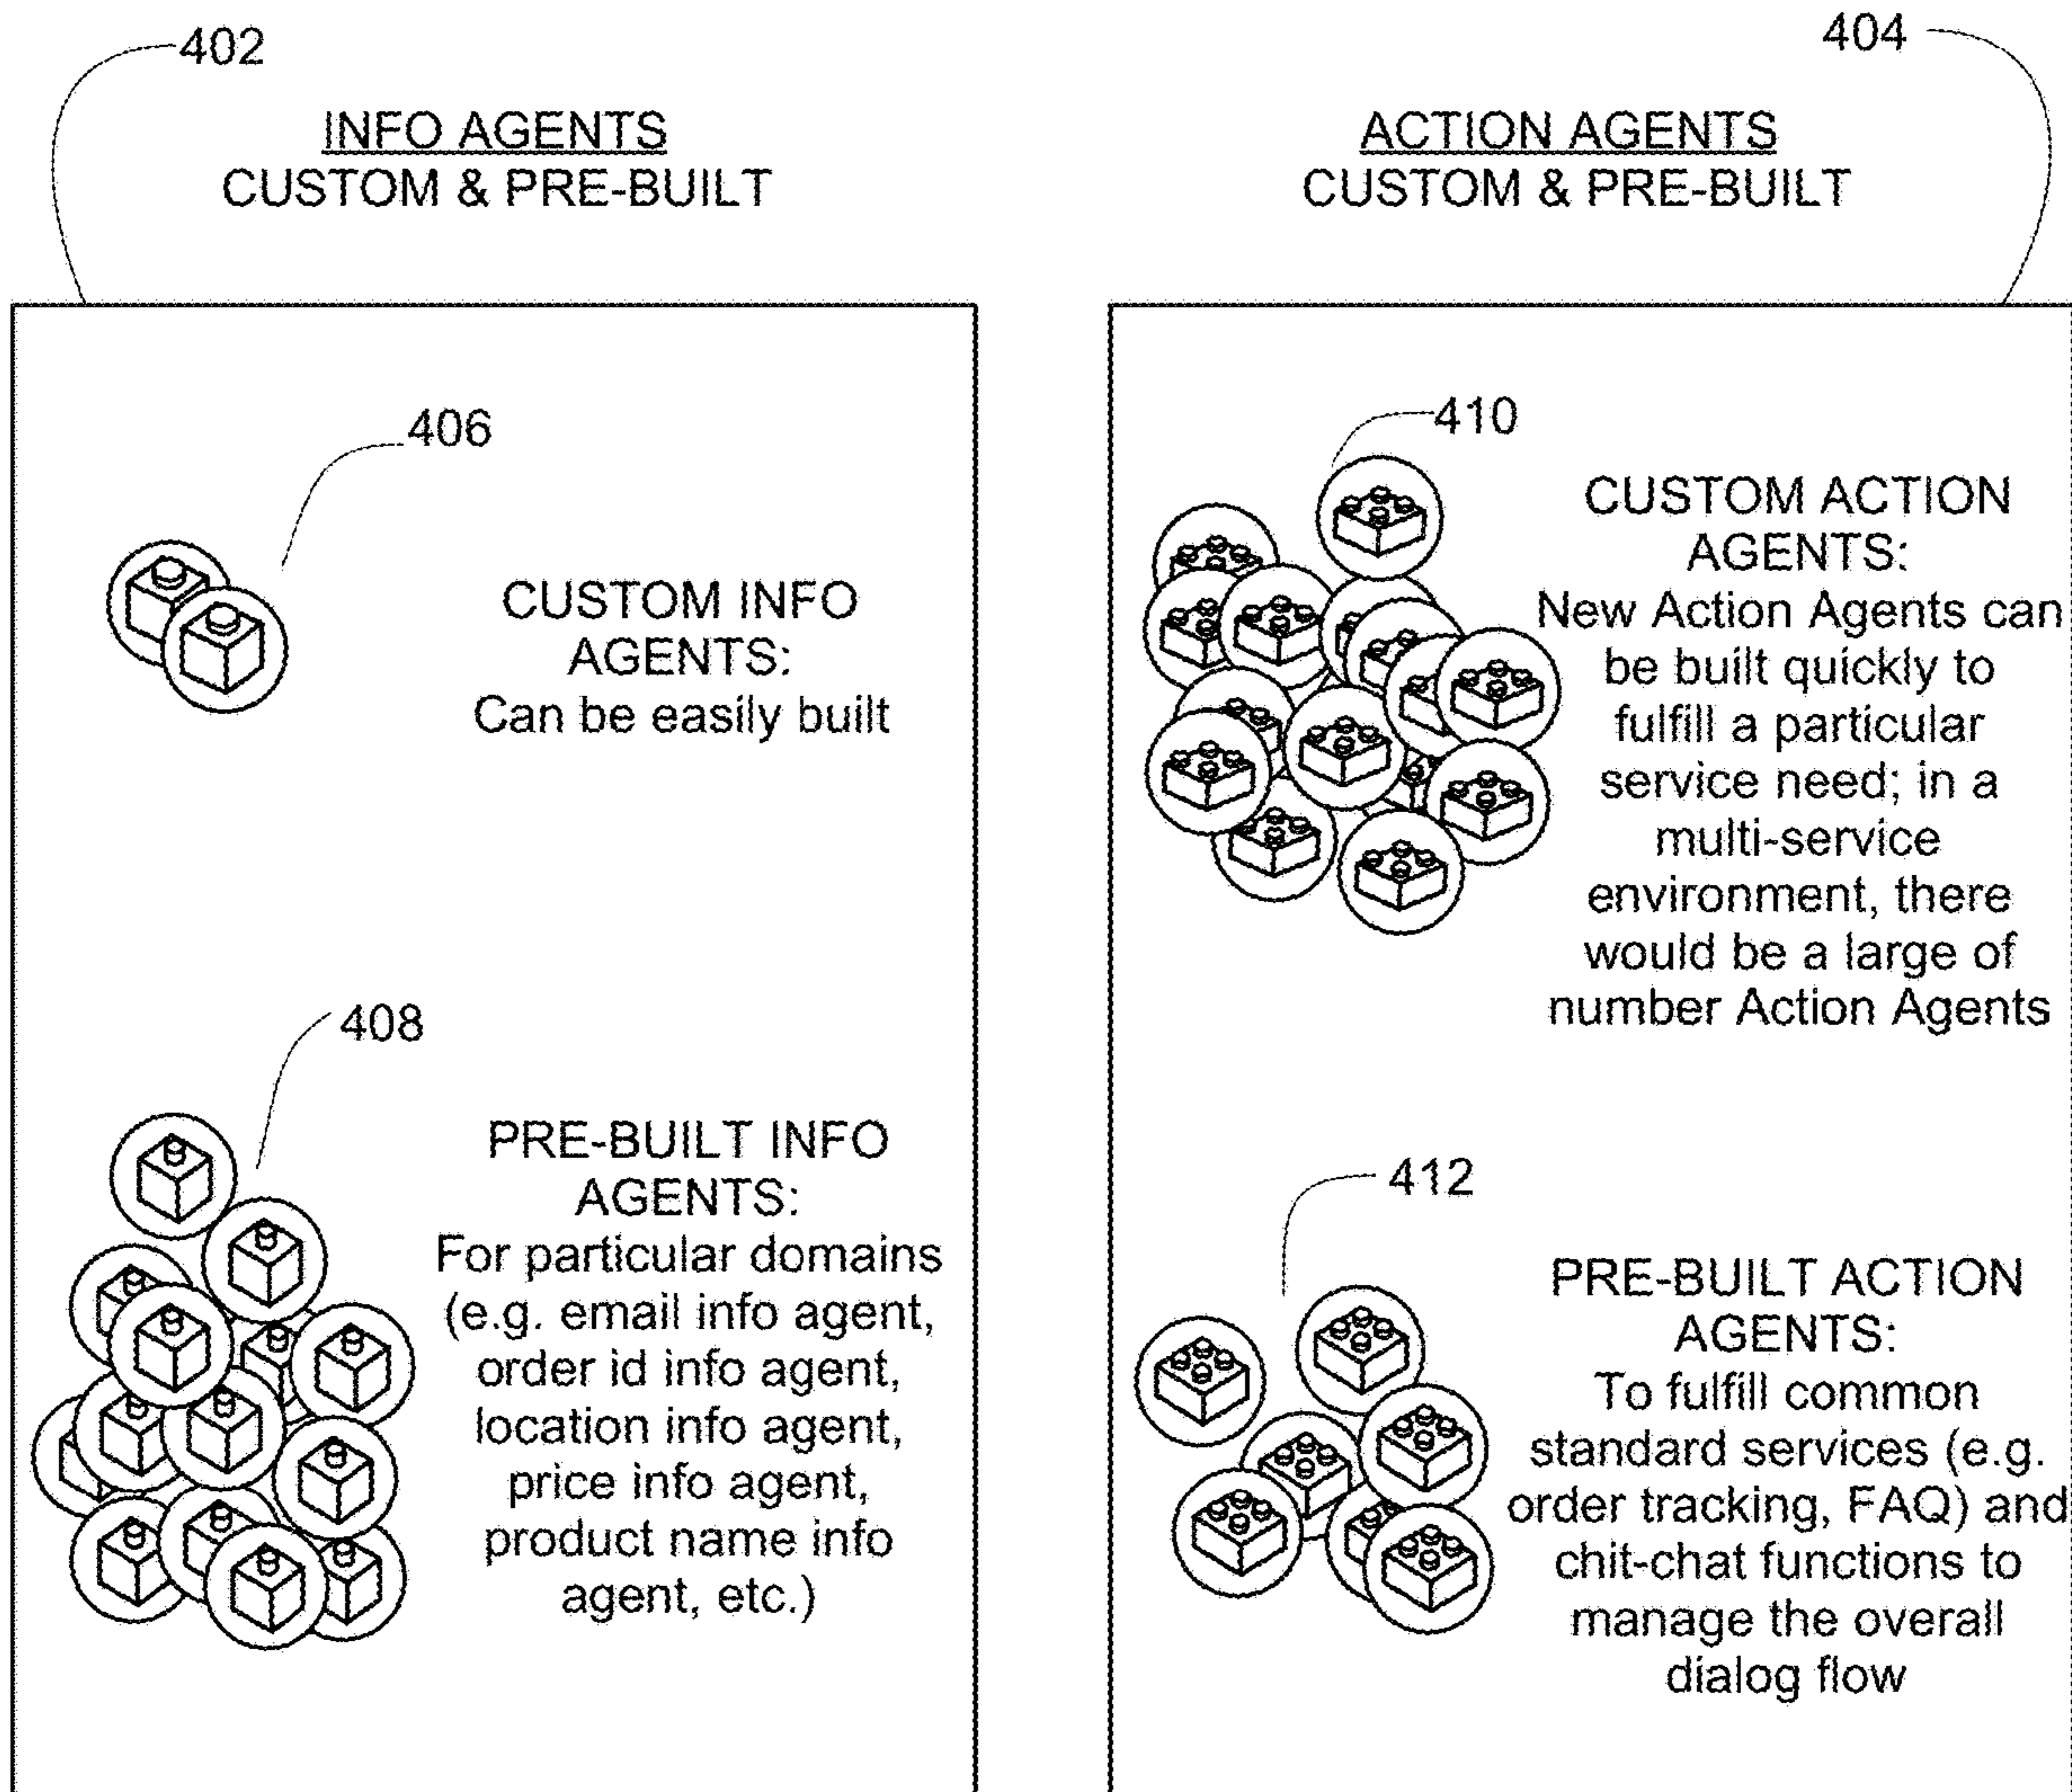 402
INFO AGENTS
CUSTOM & PRE-BUILT
406
CUSTOM INFO
AGENTS:
Can be easily built
408
PRE-BUILT INFO
AGENTS:
For particular domains
(e.g. email info agent,
order id info agent,
location info agent,
price info agent,
product name info
agent, etc.)
404
ACTION AGENTS
CUSTOM & PRE-BUILT
410
CUSTOM ACTION
AGENTS:
New Action Agents can
be built quickly to
fulfill a particular
service need; in a
multi-service
environment, there
would be a large of
number Action Agents
412
PRE-BUILT ACTION
AGENTS:
To fulfill common
standard services (e.g.
order tracking, FAQ) and
chit-chat functions to
manage the overall
dialog flow